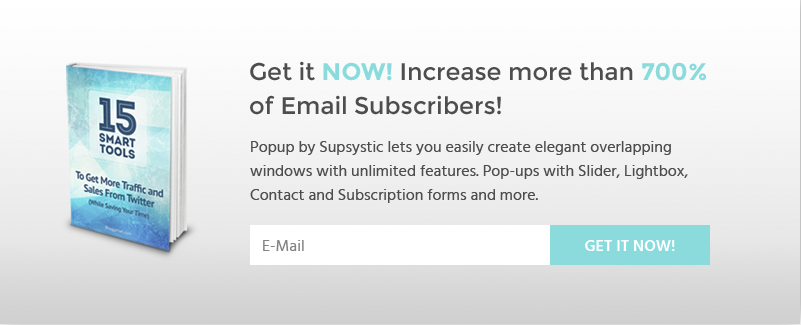 15
SMART
TOOLS
To Get More Traffic and
Sales From Twitter
(While Saving Your Time)
Get it NOW! Increase more than 700%
of Email Subscribers!
Popup by Supsystic lets you easily create elegant overlapping
windows with unlimited features. Pop-ups with Slider, Lightbox,
Contact and Subscription forms and more.
E-Mail
GET IT NOW!